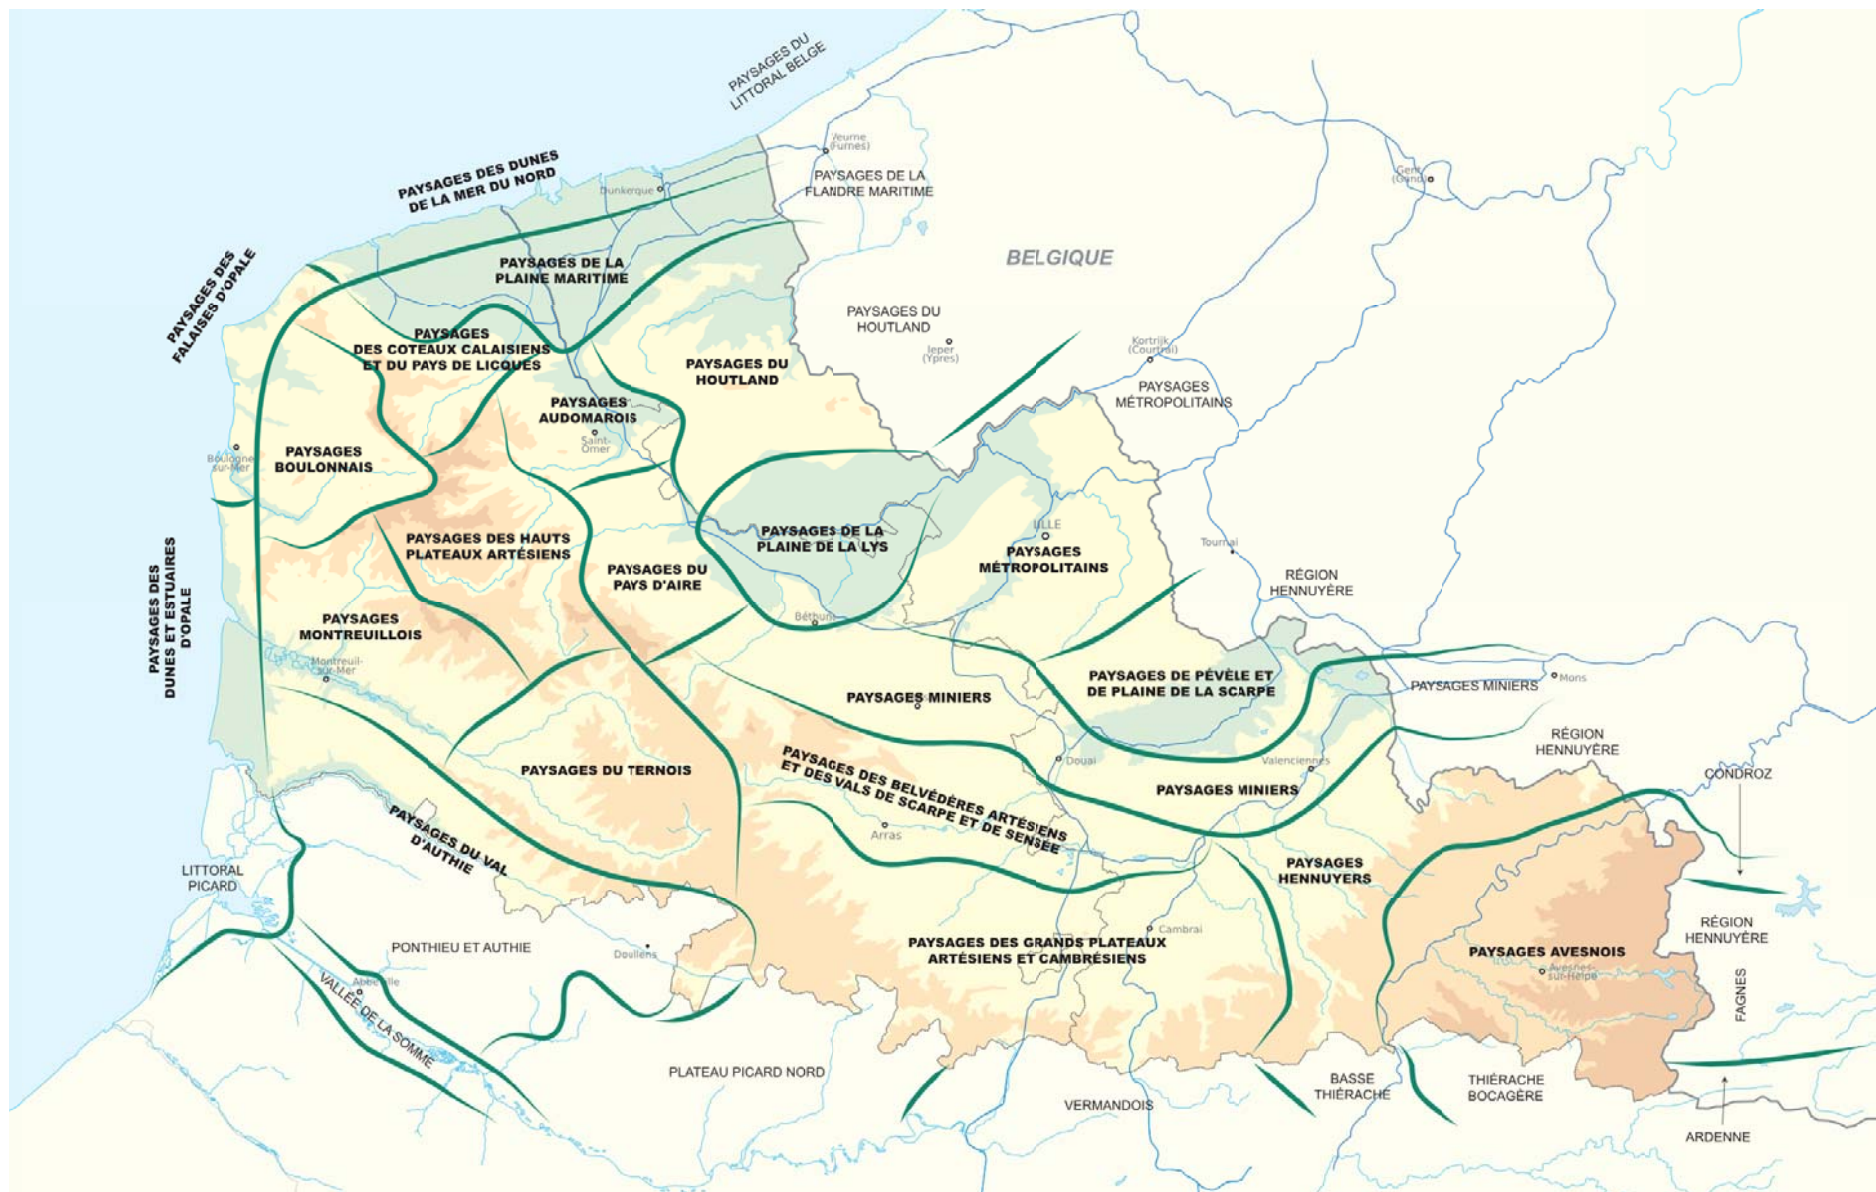 PAYSAGES DU
LITTORAL BELGE
Veurne
(Furnes)
PAYSAGES DES DUNES
DE LA MER DU NORD
Dunkerque
PAYSAGES DE LA
FLANDRE MARITIME
Gent
(Gand)
PAYSAGES DES
FALAISES D'OPALE
PAYSAGES DE LA
PLAINE MARITIME
BELGIQUE
PAYSAGES DU
HOUTLAND
Ieper
(Ypres)
Kortrijk
(Courtrai)
PAYSAGES
DES COTEAUX CALAISIENS
ET DU PAYS DE LICQUES
PAYSAGES DU
HOUTLAND
PAYSAGES
MÉTROPOLITAINS
PAYSAGES
AUDOMAROIS
Saint-
Omer
PAYSAGES
BOULONNAIS
Boulogne
sur-Mer
PAYSAGES DES HAUTS
PLATEAUX ARTÉSIENS
PAYSAGES DE LA
PLAINE DE LA LYS
LILLE
PAYSAGES
MÉTROPOLITAINS
Tournai
PAYSAGES DU
PAYS D'AIRE
RÉGION
HENNUYÈRE
PAYSAGES DES
DUNES ET ESTUAIRES
D'OPALE
PAYSAGES
MONTREUILLOIS
Béthune
Montreuil-
sur-Mer
PAYSAGES MINIERS
PAYSAGES DE PÉVÈLE ET
DE PLAINE DE LA SCARPE
PAYSAGES MINIERS
Mons
RÉGION
HENNUYÈRE
PAYSAGES DU TERNOIS
PAYSAGES DES BELVÉDÈRES ARTÉSIENS
ET DES VALS DE SCARPE ET DE SENSÉE
Douai
Valenciennes
CONDROZ
PAYSAGES MINIERS
PAYSAGES DU VAL
D'AUTHIE
Arras
LITTORAL
PICARD
PAYSAGES
HENNUYERS
PONTHIEU ET AUTHIE
Doullens
PAYSAGES DES GRANDS PLATEAUX
ARTÉSIENS ET CAMBRÉSIENS
Cambrai
PAYSAGES AVESNOIS
Avesnes-
sur-Helpe
RÉGION
HENNUYÈRE
FAGNES
Abbeville
VALLÉE DE LA SOMME
PLATEAU PICARD NORD
VERMANDOIS
BASSE
THIÉRACHE
THIÉRACHE
BOCAGÈRE
ARDENNE